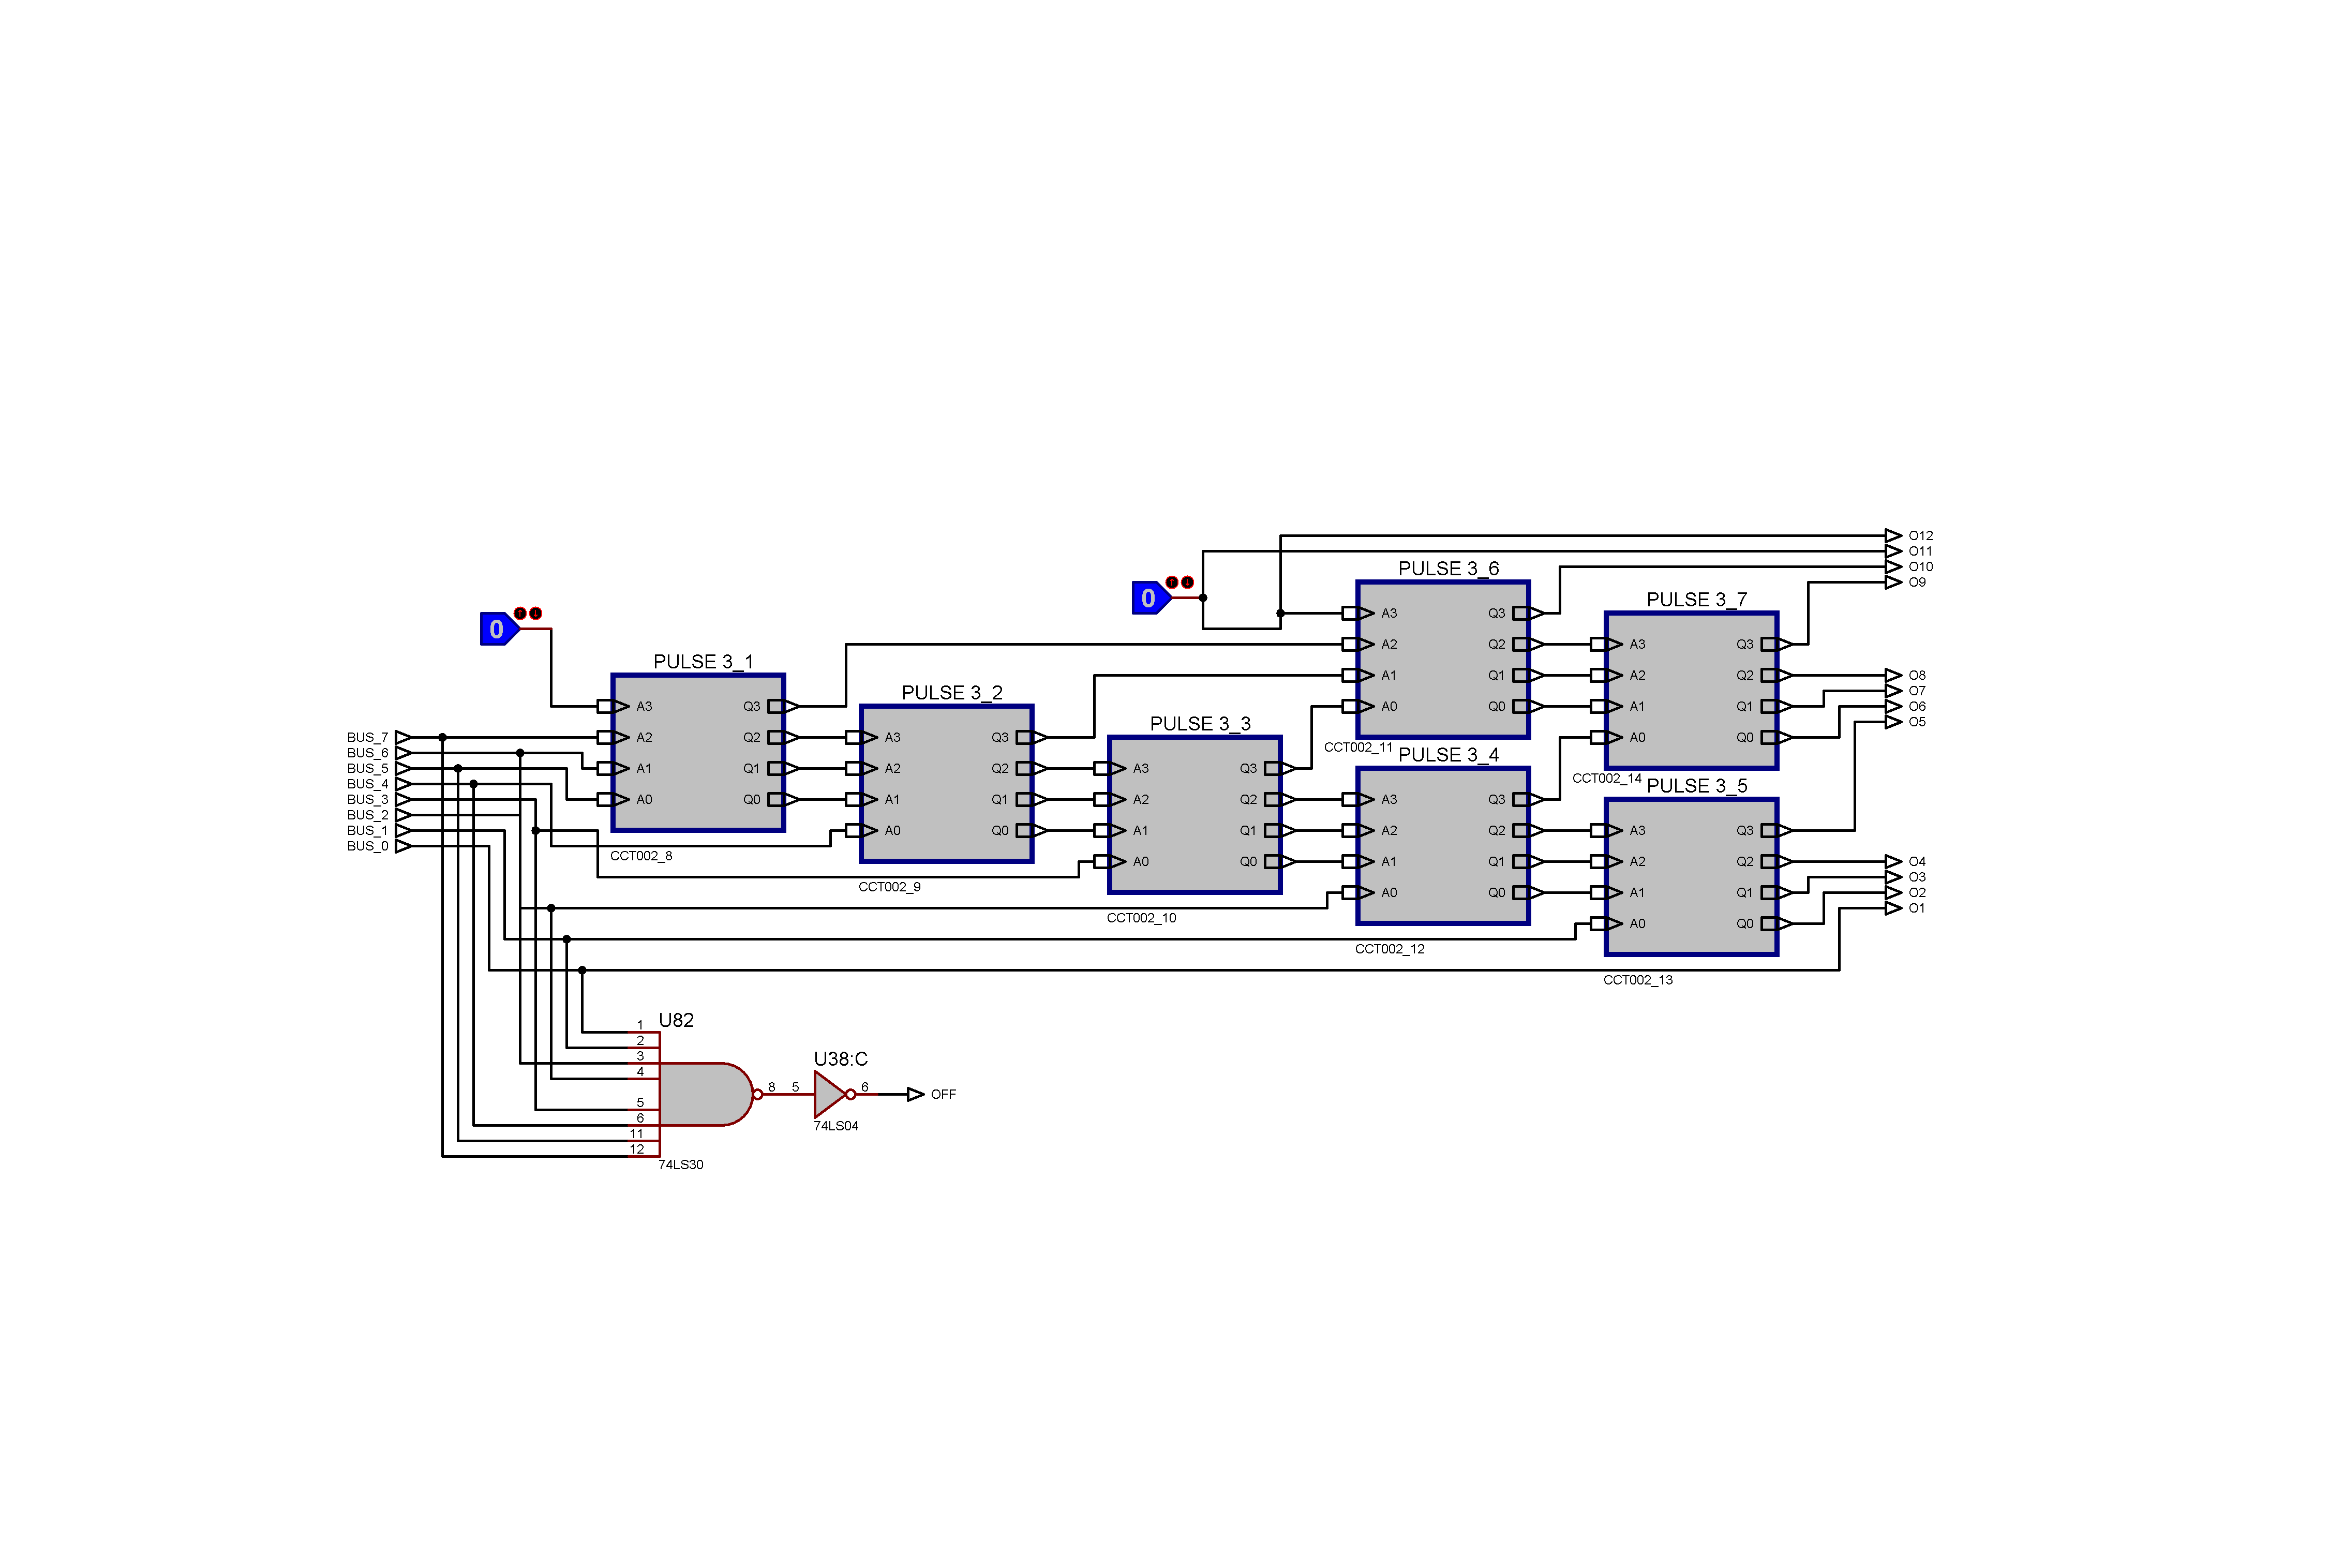 O12
O11
O10
O9
PULSE 3_6
0
A3 Q3
A2 Q2
A1 Q1
A0 Q0
CCT002_11
PULSE 3_7
A3 Q3
A2 Q2
A1 Q1
A0 Q0
CCT002_14
O8
O7
O6
O5
0
PULSE 3_1
A3 Q3
A2 Q2
A1 Q1
A0 Q0
CCT002_8
PULSE 3_2
A3 Q3
A2 Q2
A1 Q1
A0 Q0
CCT002_9
PULSE 3_3
A3 Q3
A2 Q2
A1 Q1
A0 Q0
CCT002_10
PULSE 3_4
A3 Q3
A2 Q2
A1 Q1
A0 Q0
CCT002_12
PULSE 3_5
A3 Q3
A2 Q2
A1 Q1
A0 Q0
CCT002_13
O4
O3
O2
O1
BUS_7
BUS_6
BUS_5
BUS_4
BUS_3
BUS_2
BUS_1
BUS_0
U82
1
2
3
4
5
6
11
12
74LS30
8
U38:C
5 6
74LS04
OFF